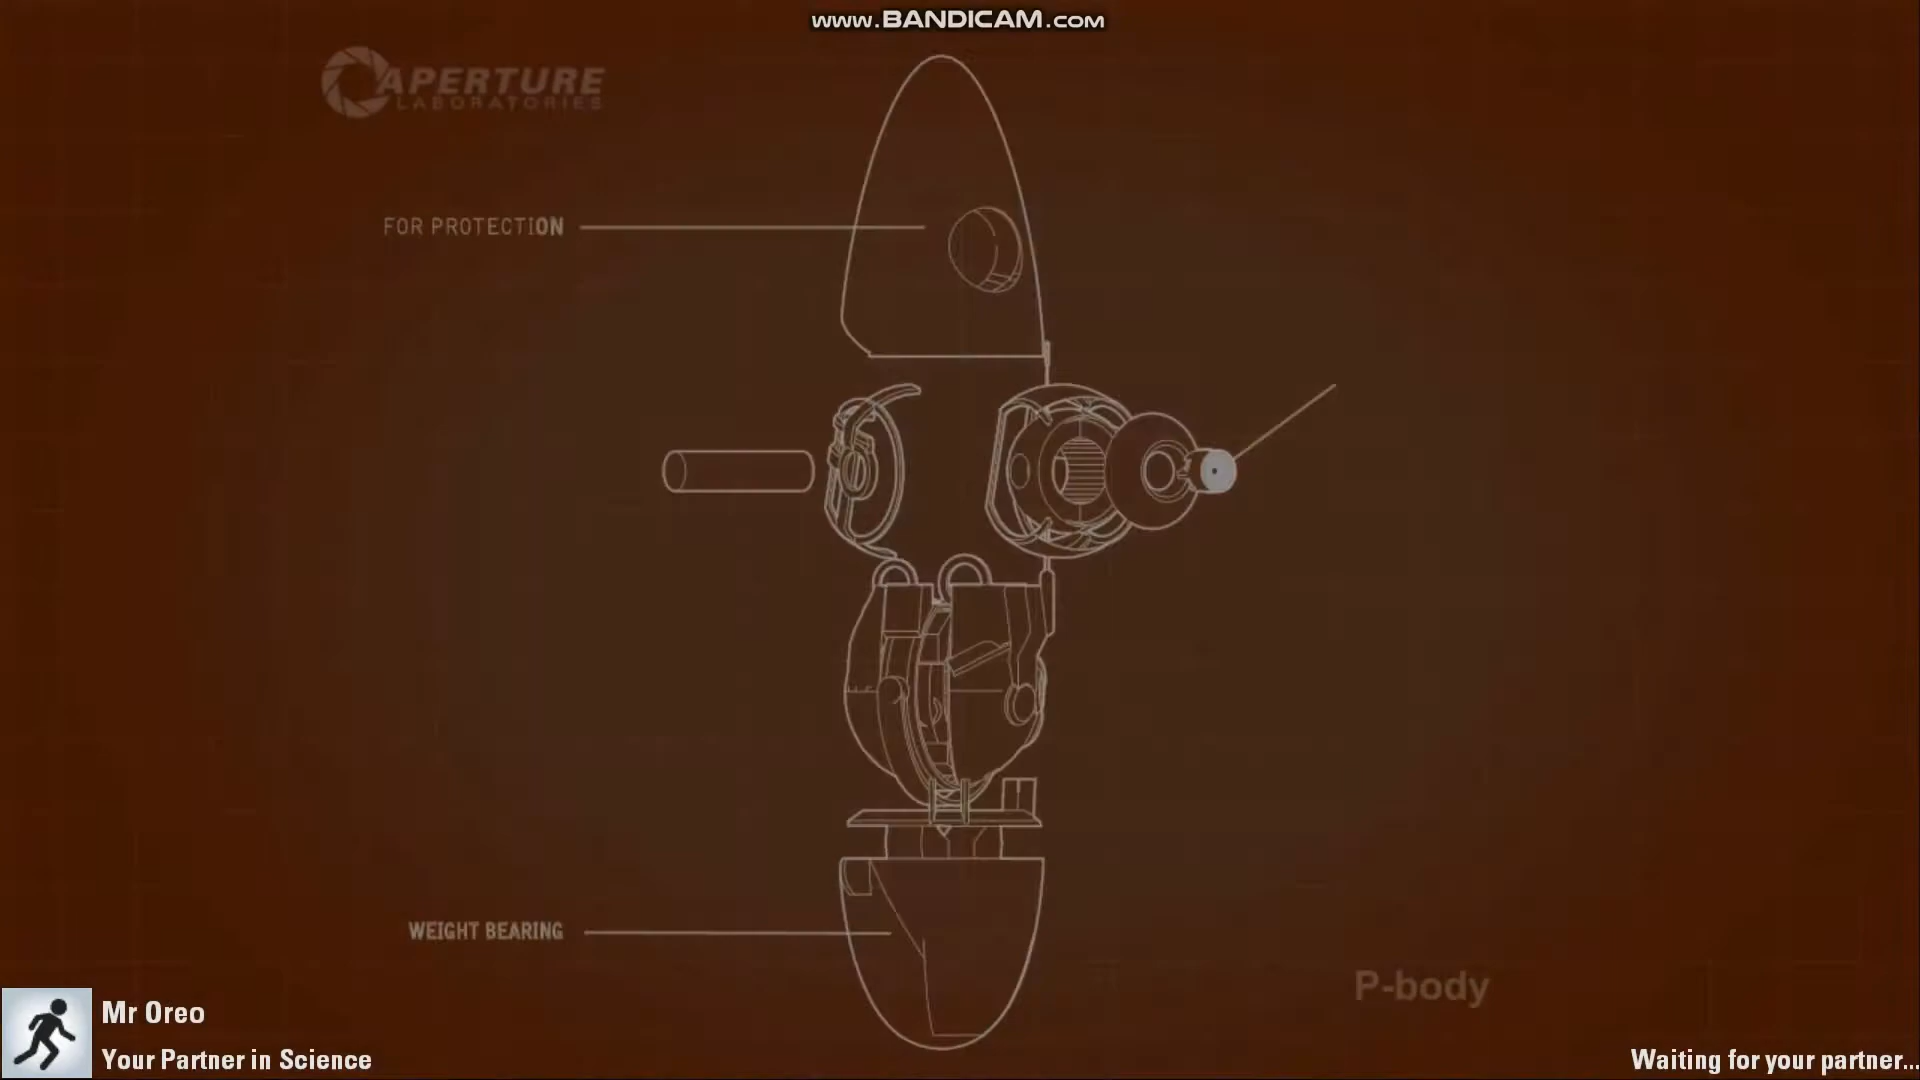 www.BANDICAM.com
APERTURE
LABORATORIES
FOR PROTECTION
WEIGHT BEARING
P-body
Mr Oreo
Your Partner in Science
Waiting for your partner...